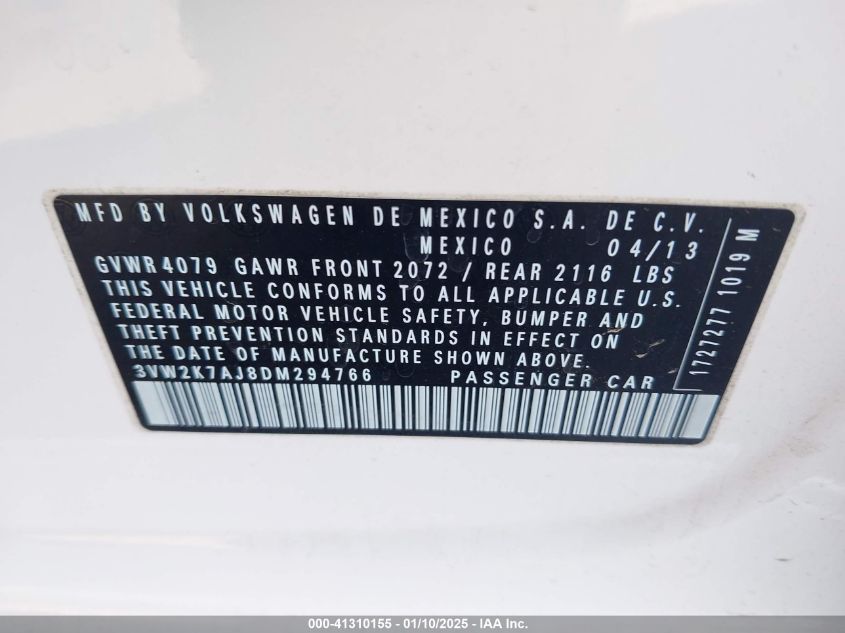 MFD BY VOLKSWAGEN DE MEXICO S.A. DE C.V.
MEXICO 04/13
GVWR 4079 GAWR FRONT 2072 / REAR 2116 LBS
THIS VEHICLE CONFORMS TO ALL APPLICABLE U.S.
FEDERAL MOTOR VEHICLE SAFETY, BUMPER AND
THEFT PREVENTION STANDARDS IN EFFECT ON
THE DATE OF MANUFACTURE SHOWN ABOVE.
3VW2K7AJ8DM294766 PASSENGER CAR
1727277 1019 M
000-41310155 - 01/10/2025 - IAA Inc.